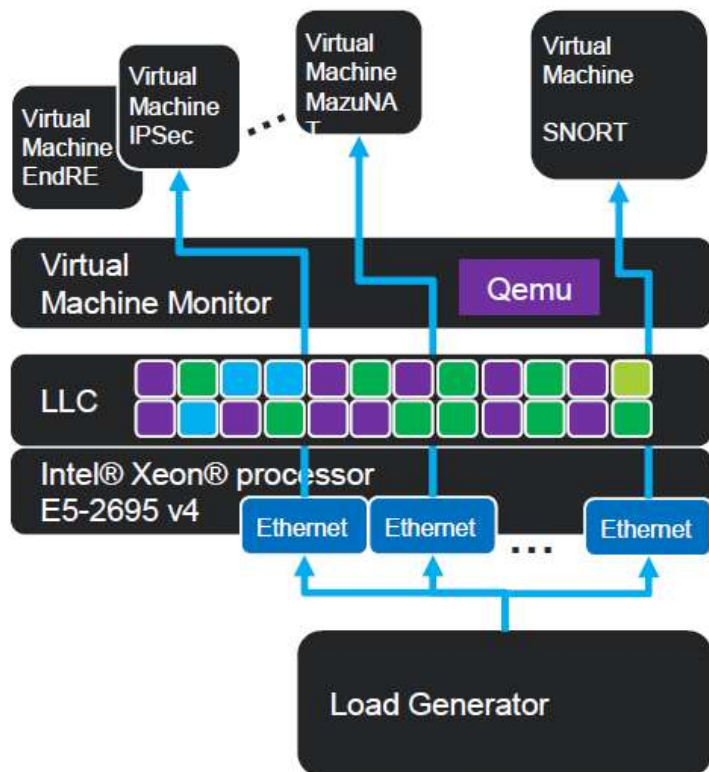 Virtual
Machine
EndRE
Virtual
Machine
IPSec
Virtual
Machine
MazuNA
T
Virtual
Machine
SNORT
Virtual
Machine Monitor
Qemu
LLC
Intel® Xeon® processor
E5-2695 v4
Ethernet
Ethernet
...
Ethernet
Load Generator